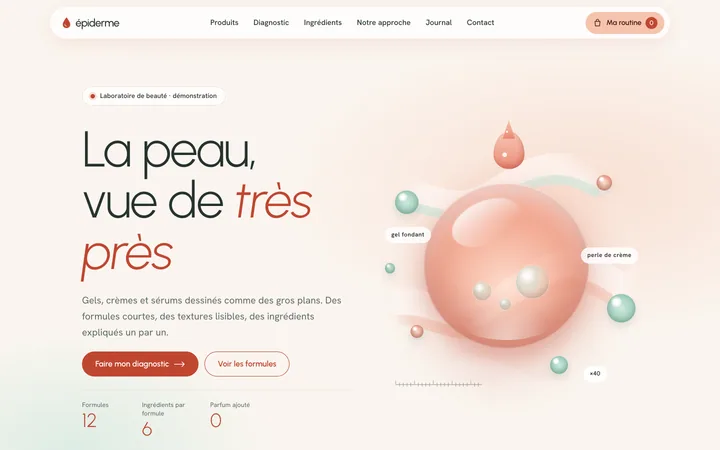 épiderme
Produits Diagnostic Ingrédients Notre approche Journal Contact
Ma routine 0
Laboratoire de beauté · démonstration
La peau,
vue de très
près
Gels, crèmes et sérums dessinés comme des gros plans. Des
formules courtes, des textures lisibles, des ingrédients
expliqués un par un.
Faire mon diagnostic
Voir les formules
gel fondant
perle de crème
×40
Formules
12
Ingrédients par
formule
6
Parfum ajouté
0